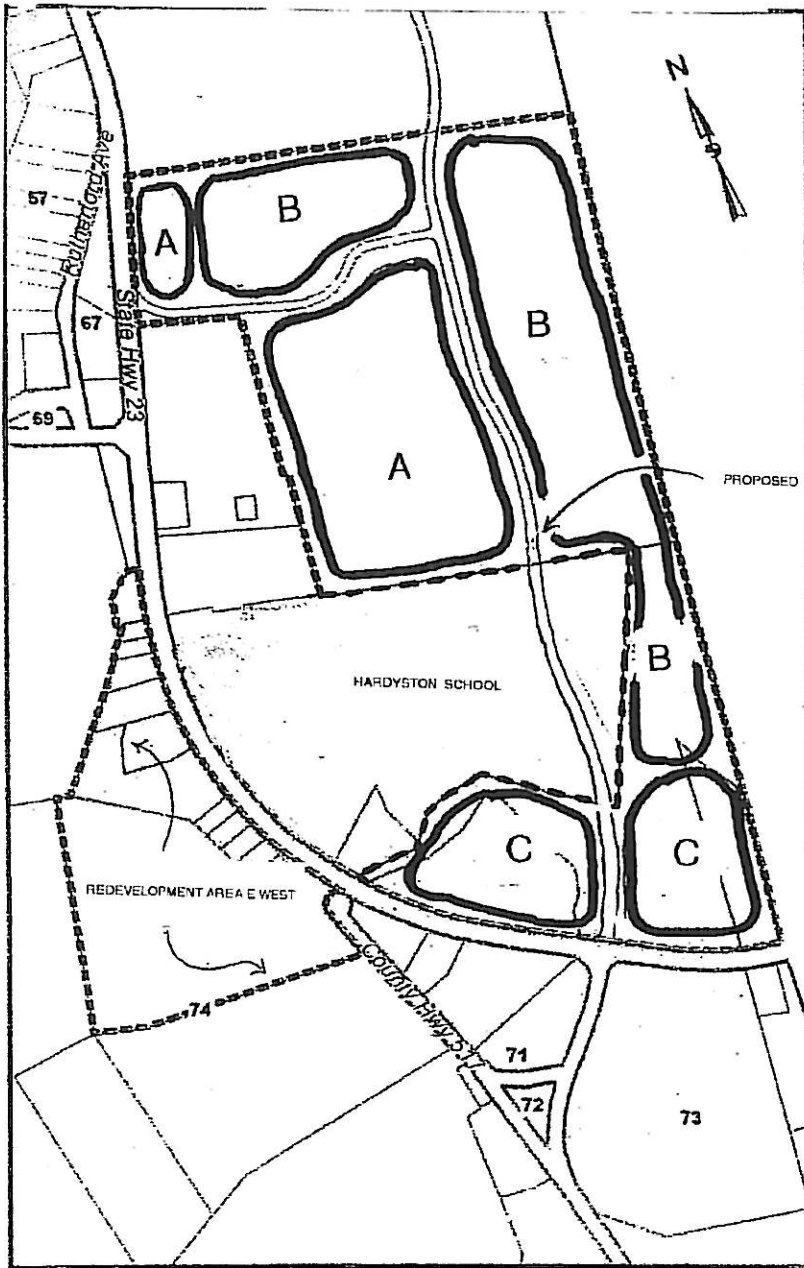 N
Rutherford Ave
57
A
B
B
State Hwy 23
67
69
A
PROPOSED
B
HARDYSTON SCHOOL
C
C
REDEVELOPMENT AREA E WEST
74
County Hwy 517
71
72
73